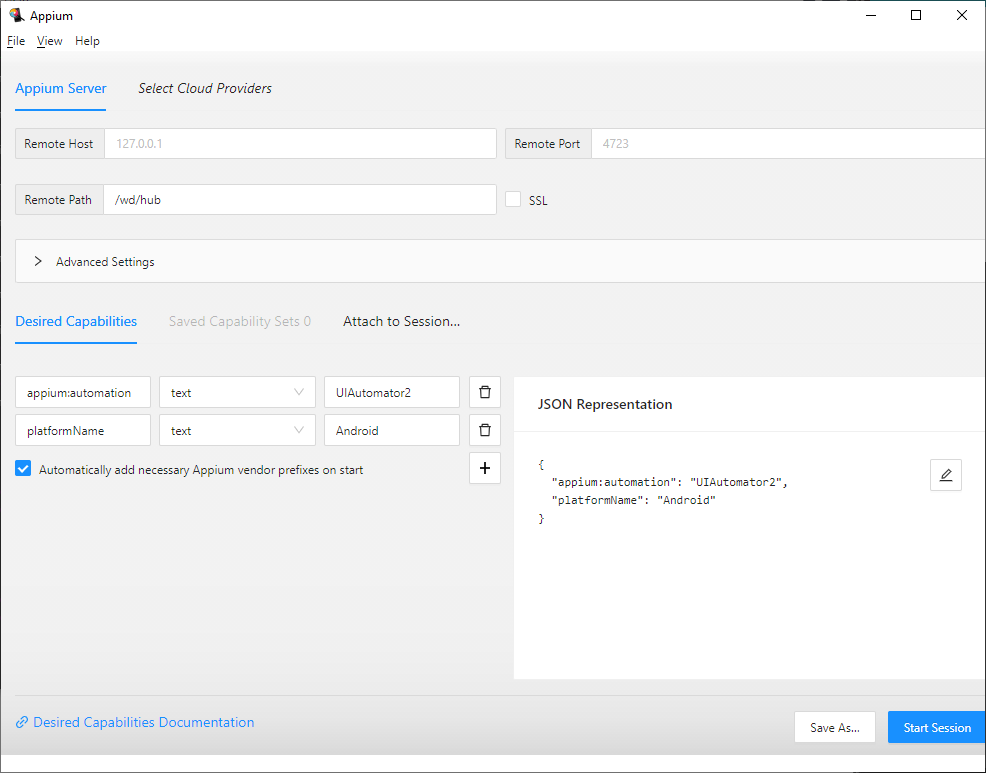 Appium
File View Help
Appium Server Select Cloud Providers
Remote Host 127.0.0.1 Remote Port 4723
Remote Path /wd/hub SSL
Advanced Settings
Desired Capabilities Saved Capability Sets 0 Attach to Session...
appium:automation text UIAutomator2
platformName text Android
Automatically add necessary Appium vendor prefixes on start
JSON Representation
{
"appium:automation": "UIAutomator2",
"platformName": "Android"
}
Desired Capabilities Documentation
Save As... Start Session